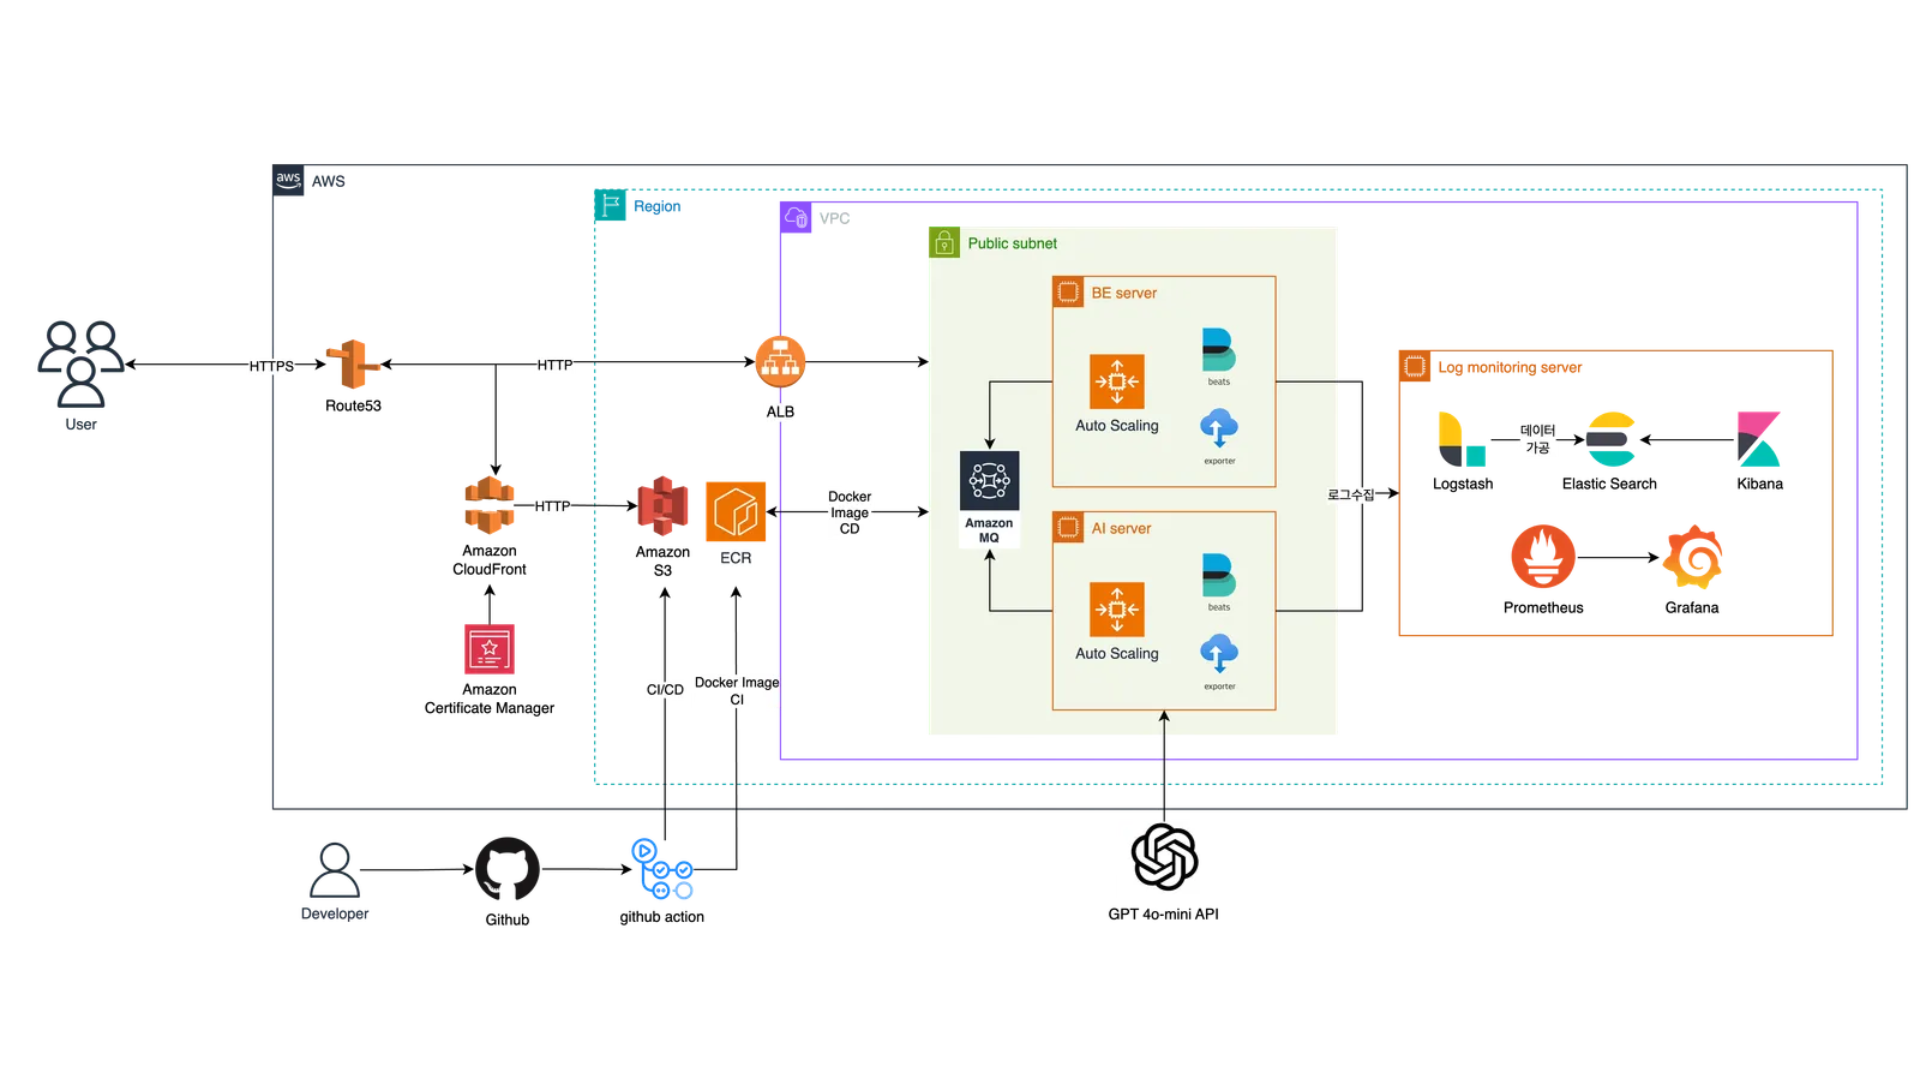 aws
AWS
Region
VPC
Public subnet
BE server
beats
Auto Scaling
exporter
HTTPS
HTTP
User
Route53
ALB
Log monitoring server
데이터
가공
Logstash
Elastic Search
Kibana
로그수집
Prometheus
Grafana
Amazon
MQ
Docker
Image
CD
HTTP
Amazon
CloudFront
Amazon
S3
ECR
AI server
beats
Auto Scaling
exporter
Amazon
Certificate Manager
CI/CD
Docker Image
CI
Developer
Github
github action
GPT 4o-mini API